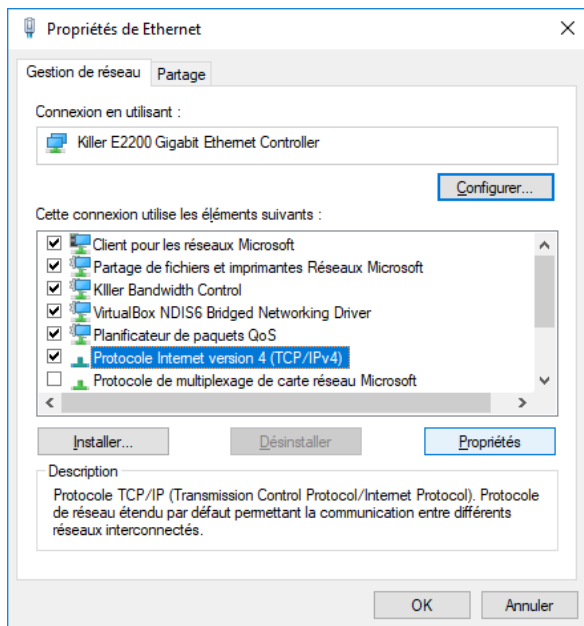 Propriétés de Ethernet
Gestion de réseau Partage
Connexion en utilisant :
Killer E2200 Gigabit Ethernet Controller
Configurer...
Cette connexion utilise les éléments suivants :
Client pour les réseaux Microsoft
Partage de fichiers et imprimantes Réseaux Microsoft
KIller Bandwidth Control
VirtualBox NDIS6 Bridged Networking Driver
Planificateur de paquets QoS
Protocole Internet version 4 (TCP/IPv4)
Protocole de multiplexage de carte réseau Microsoft
Installer... Désinstaller Propriétés
Description
Protocole TCP/IP (Transmission Control Protocol/Internet Protocol). Protocole
de réseau étendu par défaut permettant la communication entre différents
réseaux interconnectés.
OK Annuler